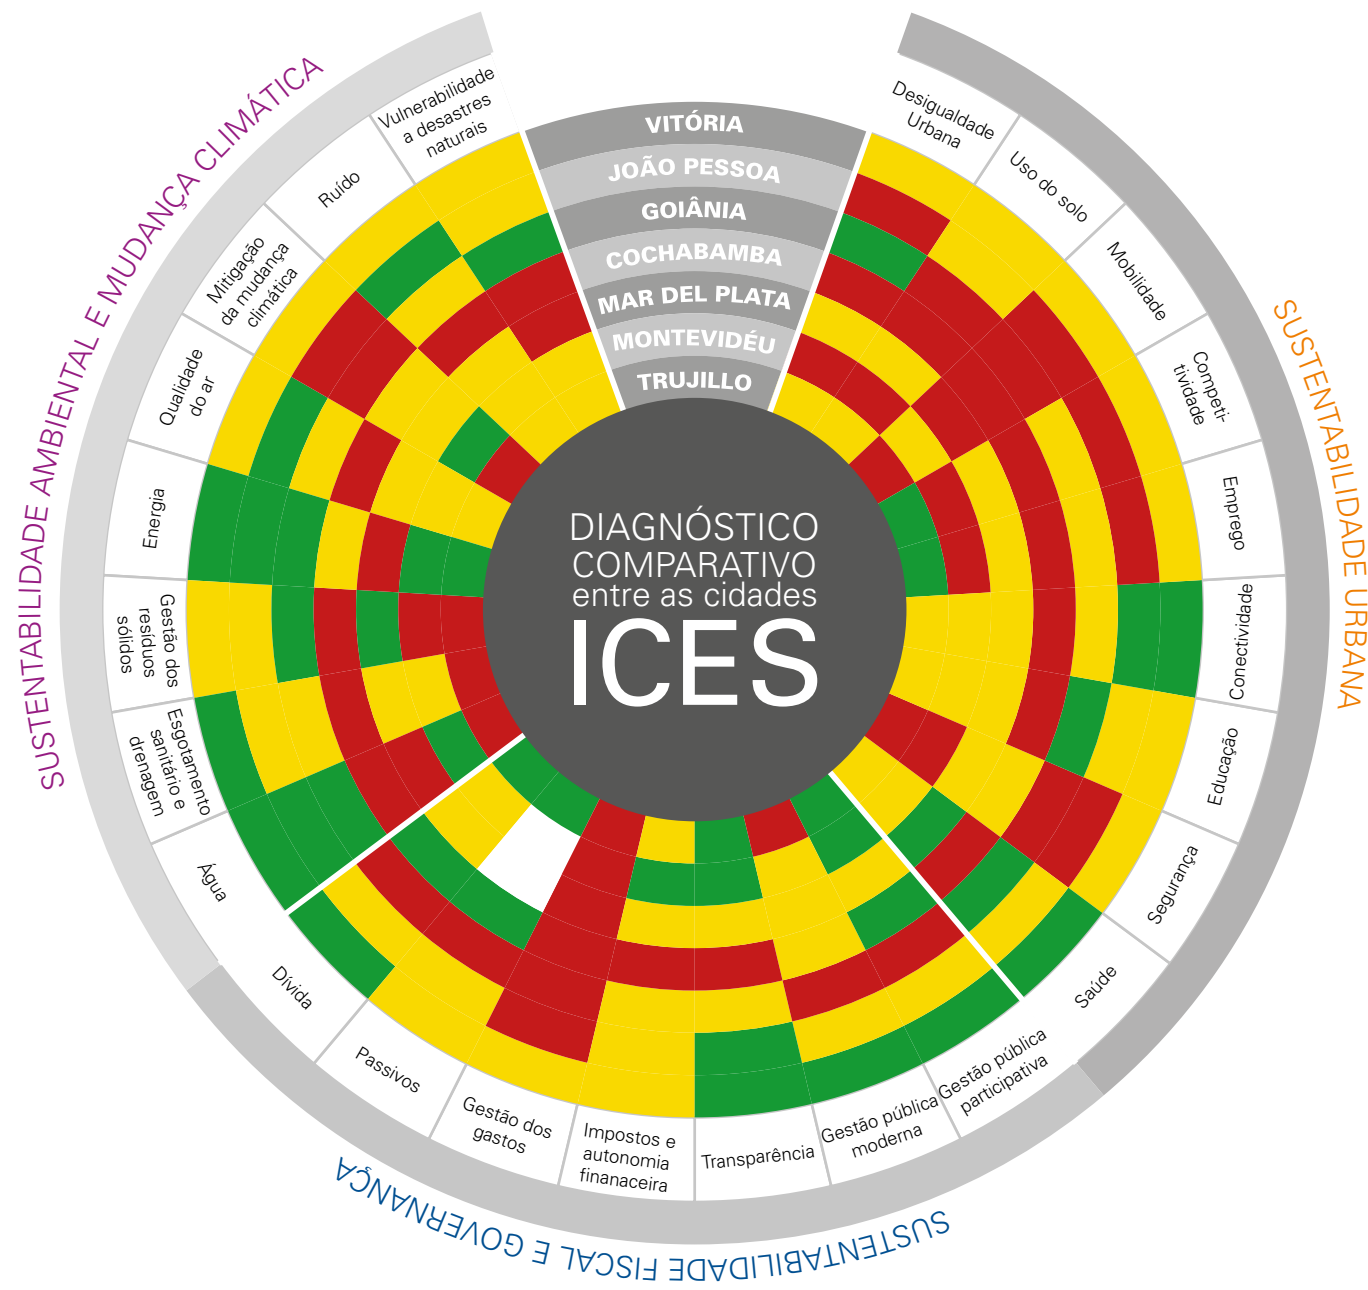 VITÓRIA
JOÃO PESSOA
GOIÂNIA
COCHABAMBA
MAR DEL PLATA
MONTEVIDÉU
TRUJILLO
DIAGNÓSTICO
COMPARATIVO
entre as cidades
ICES
SUSTENTABILIDADE URBANA
Desigualdade
Urbana
Uso do solo
Mobilidade
Competi-
tividade
Emprego
Conectividade
Educação
Segurança
Saúde
SUSTENTABILIDADE FISCAL E GOVERNANÇA
Gestão pública
participativa
Gestão pública
moderna
Transparência
Impostos e
autonomia
finanaceira
Gestão dos
gastos
Passivos
Dívida
SUSTENTABILIDADE AMBIENTAL E MUDANÇA CLIMÁTICA
Água
Esgotamento
sanitário e
drenagem
Gestão dos
resíduos
sólidos
Energia
Qualidade
do ar
Mitigação
da mudança
climática
Ruído
Vulnerabilidade
a desastres
naturais